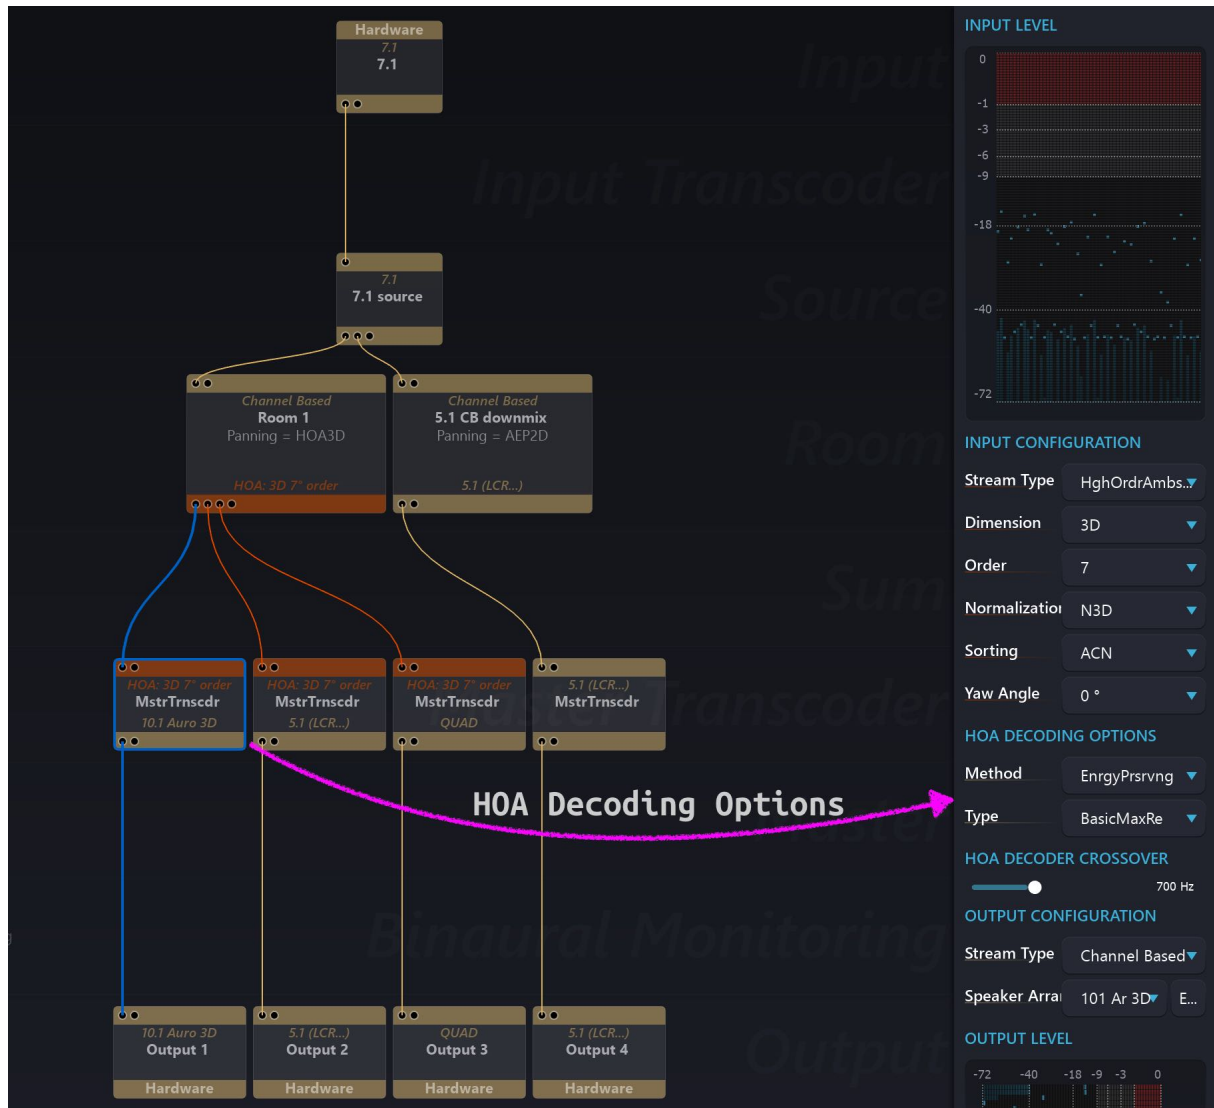 Hardware
7.1
7.1
Input
Input Transcoder
7.1
7.1 source
Source
Channel Based
Room 1
Panning = HOA3D
HOA: 3D 7° order
Channel Based
5.1 CB downmix
Panning = AEP2D
5.1 (LCR...)
Room
Sum
HOA: 3D 7° order
MstrTrnscdr
10.1 Auro 3D
HOA: 3D 7° order
MstrTrnscdr
5.1 (LCR...)
HOA: 3D 7° order
MstrTrnscdr
QUAD
5.1 (LCR...)
MstrTrnscdr
Master Transcoder
HOA Decoding Options
Master
Binaural Monitoring
10.1 Auro 3D
Output 1
Hardware
5.1 (LCR...)
Output 2
Hardware
QUAD
Output 3
Hardware
5.1 (LCR...)
Output 4
Hardware
Output
INPUT LEVEL
0
-1
-3
-6
-9
-18
-40
-72
INPUT CONFIGURATION
Stream Type HghOrdrAmbs...
Dimension 3D
Order 7
Normalization N3D
Sorting ACN
Yaw Angle 0 °
HOA DECODING OPTIONS
Method EnrgyPrsrvng
Type BasicMaxRe
HOA DECODER CROSSOVER
700 Hz
OUTPUT CONFIGURATION
Stream Type Channel Based
Speaker Arra 101 Ar 3D E...
OUTPUT LEVEL
-72 -40 -18 -9 -3 0